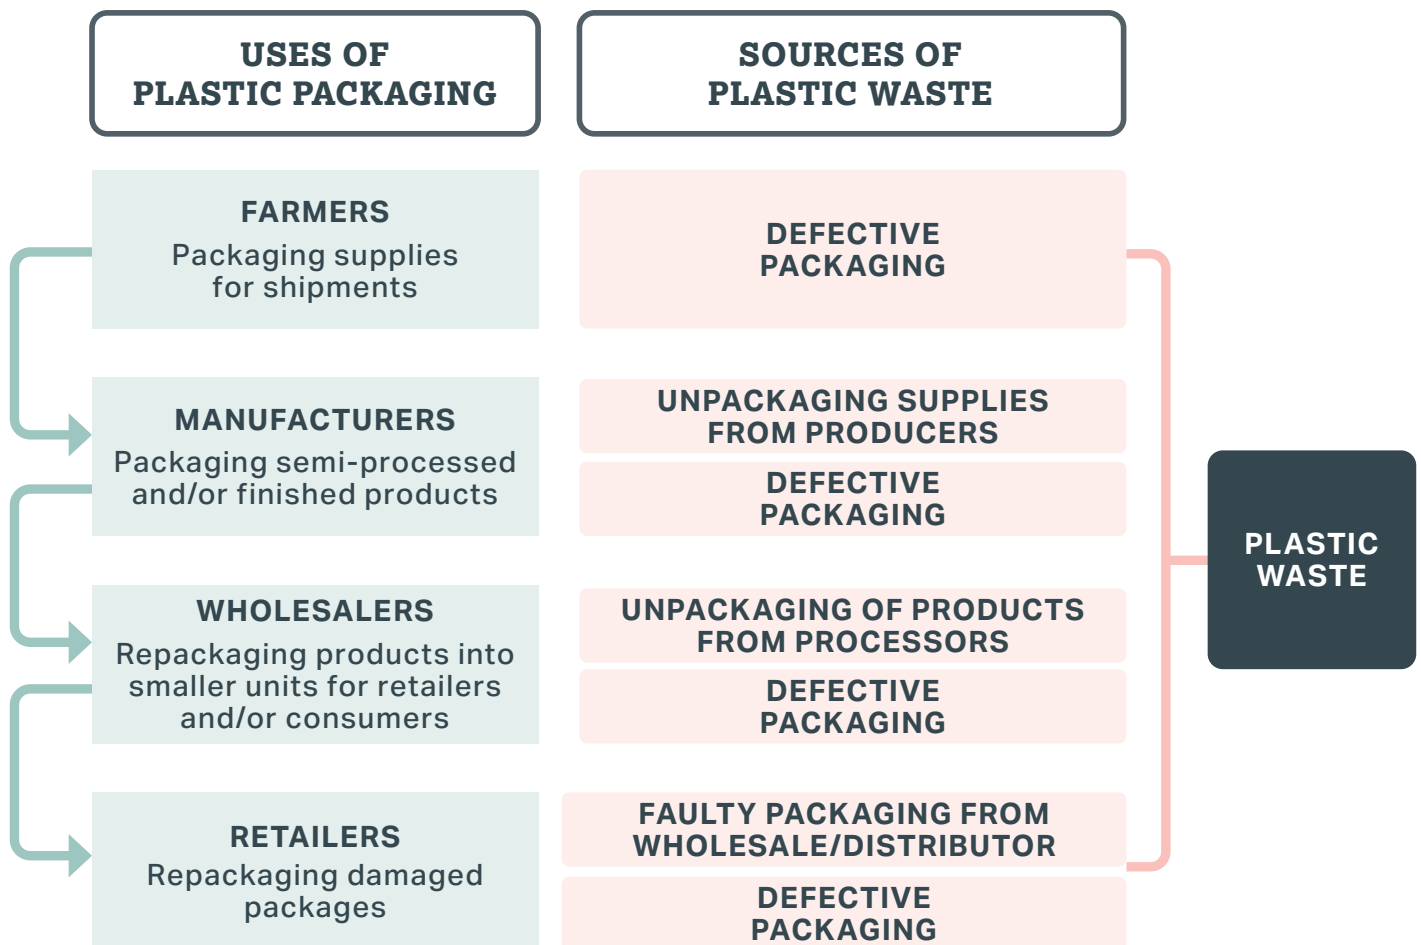 USES OF
PLASTIC PACKAGING
SOURCES OF
PLASTIC WASTE
FARMERS
Packaging supplies
for shipments
DEFECTIVE
PACKAGING
MANUFACTURERS
Packaging semi-processed
and/or finished products
UNPACKAGING SUPPLIES
FROM PRODUCERS
DEFECTIVE
PACKAGING
WHOLESALERS
Repackaging products into
smaller units for retailers
and/or consumers
UNPACKAGING OF PRODUCTS
FROM PROCESSORS
DEFECTIVE
PACKAGING
RETAILERS
Repackaging damaged
packages
FAULTY PACKAGING FROM
WHOLESALE/DISTRIBUTOR
DEFECTIVE
PACKAGING
PLASTIC
WASTE